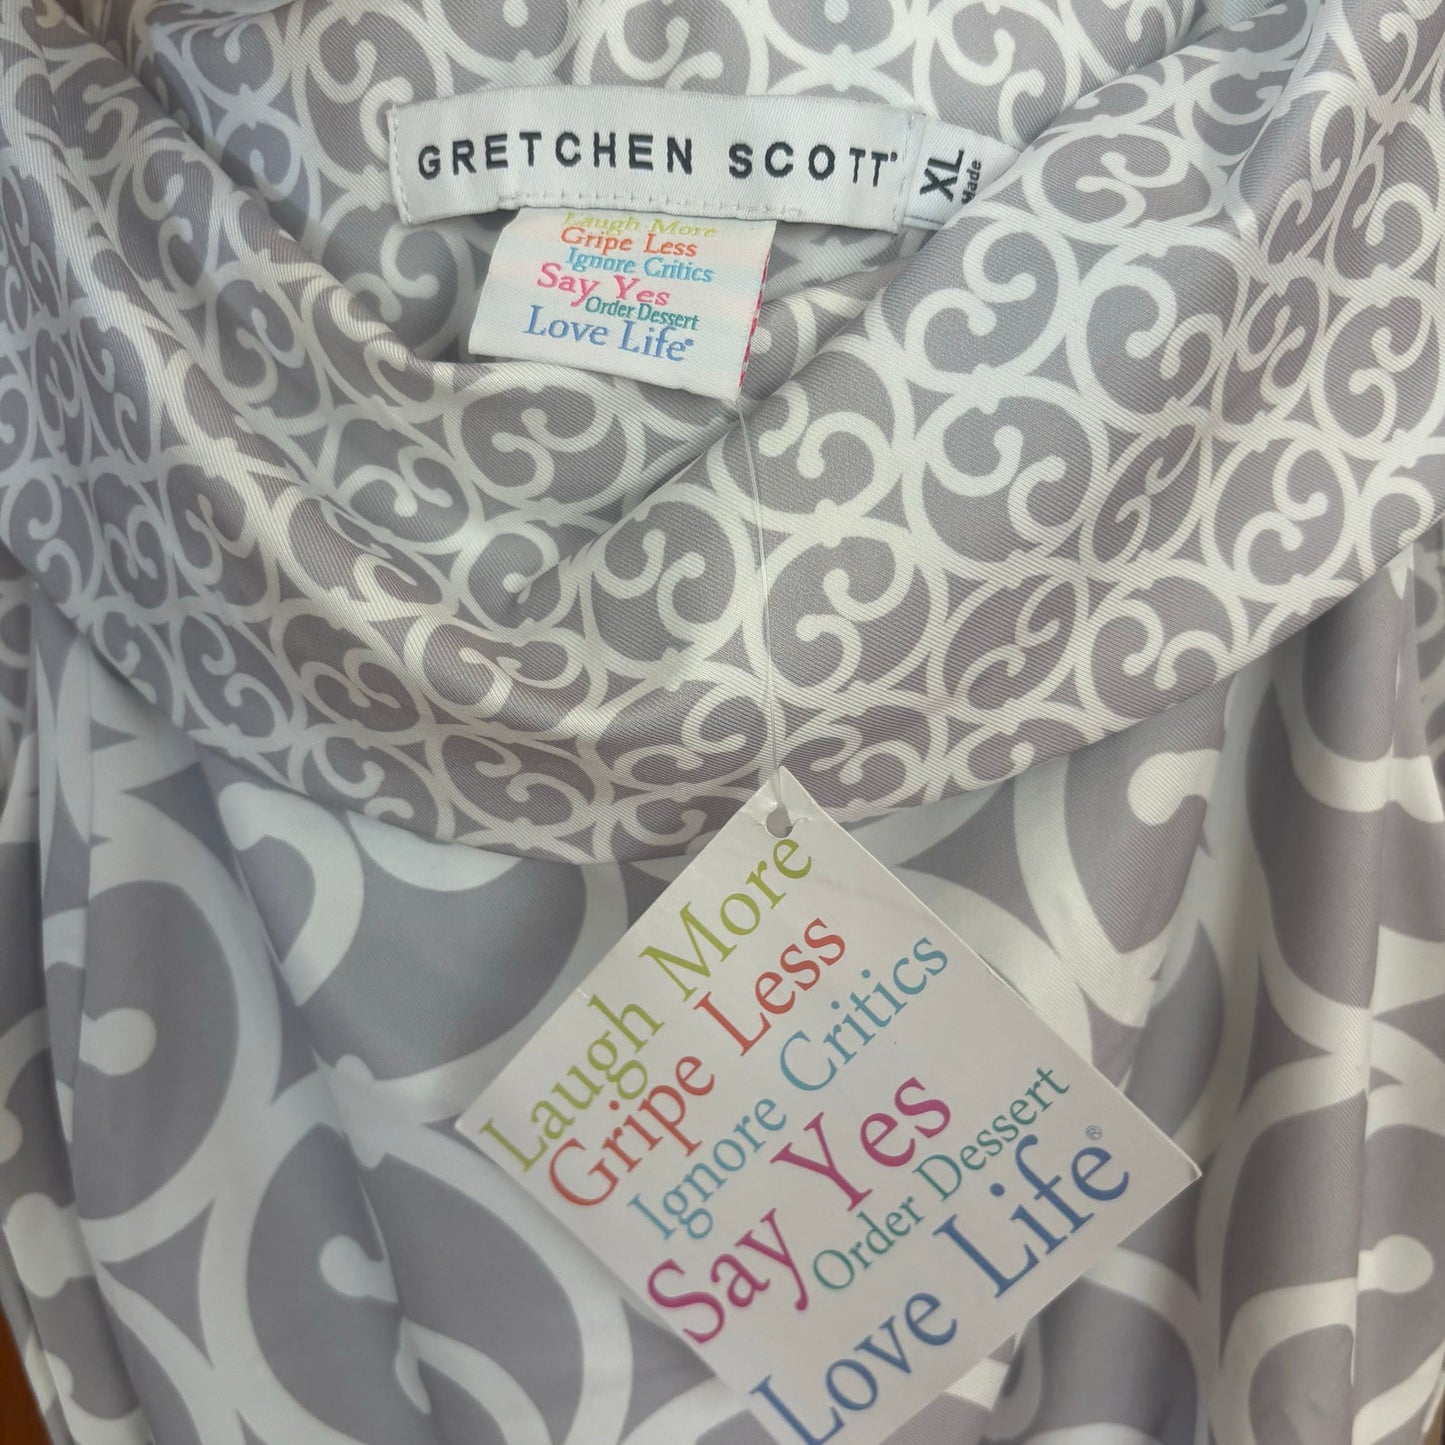 GRETCHEN SCOTT®
XL
Made
Laugh More
Gripe Less
Ignore Critics
Say Yes
Order Dessert
Love Life®
Laugh More
Gripe Less
Ignore Critics
Say Yes
Order Dessert
Love Life®